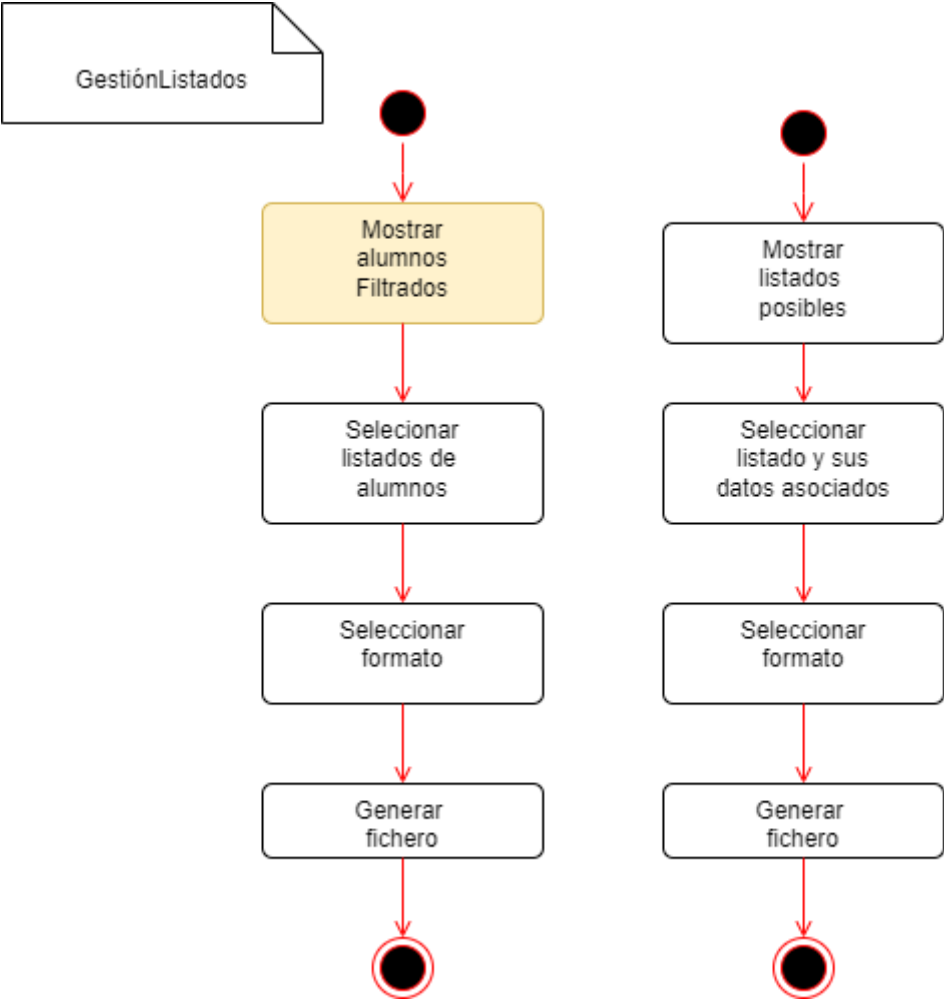 GestiónListados
Mostrar
alumnos
Filtrados
Selecionar
listados de
alumnos
Seleccionar
formato
Generar
fichero
Mostrar
listados
posibles
Seleccionar
listado y sus
datos asociados
Seleccionar
formato
Generar
fichero